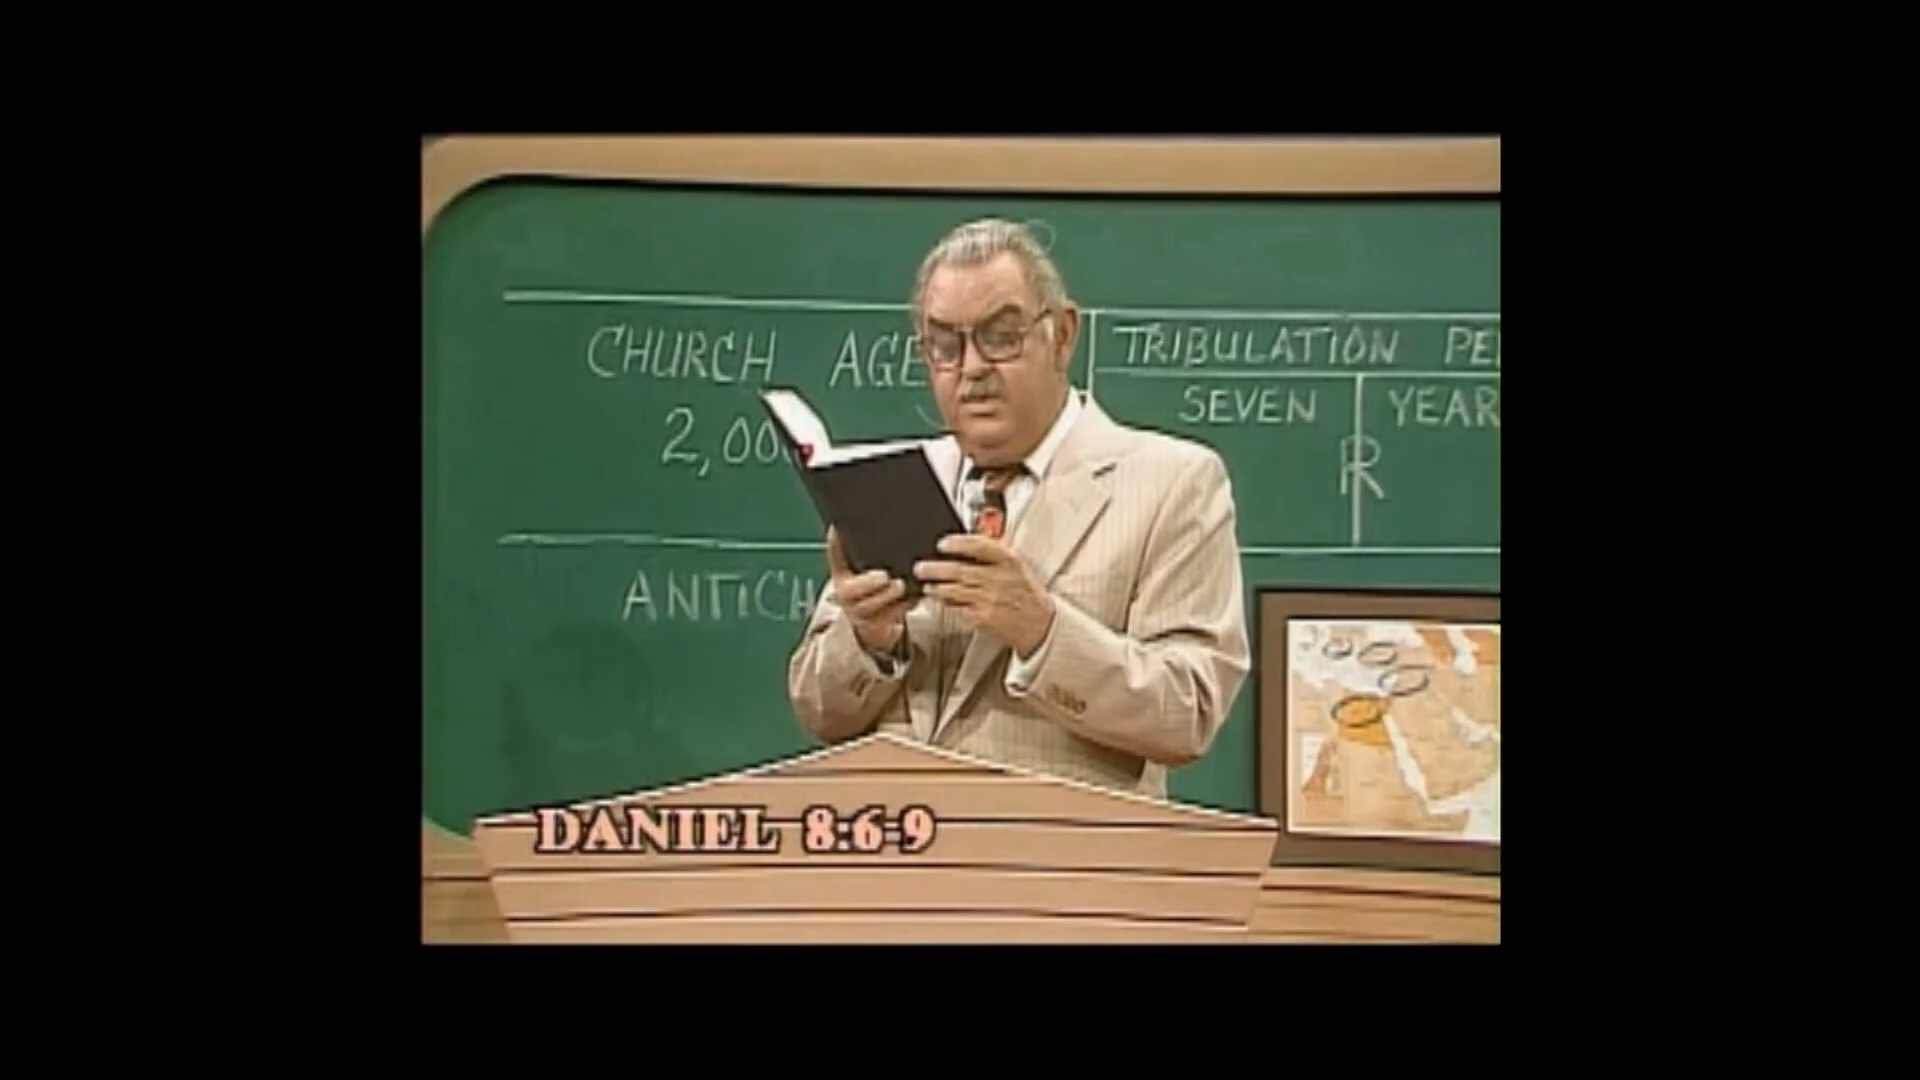 CHURCH AGE
TRIBULATION PE
SEVEN YEAR
2,00
R
ANTICH
DANIEL 8:6-9